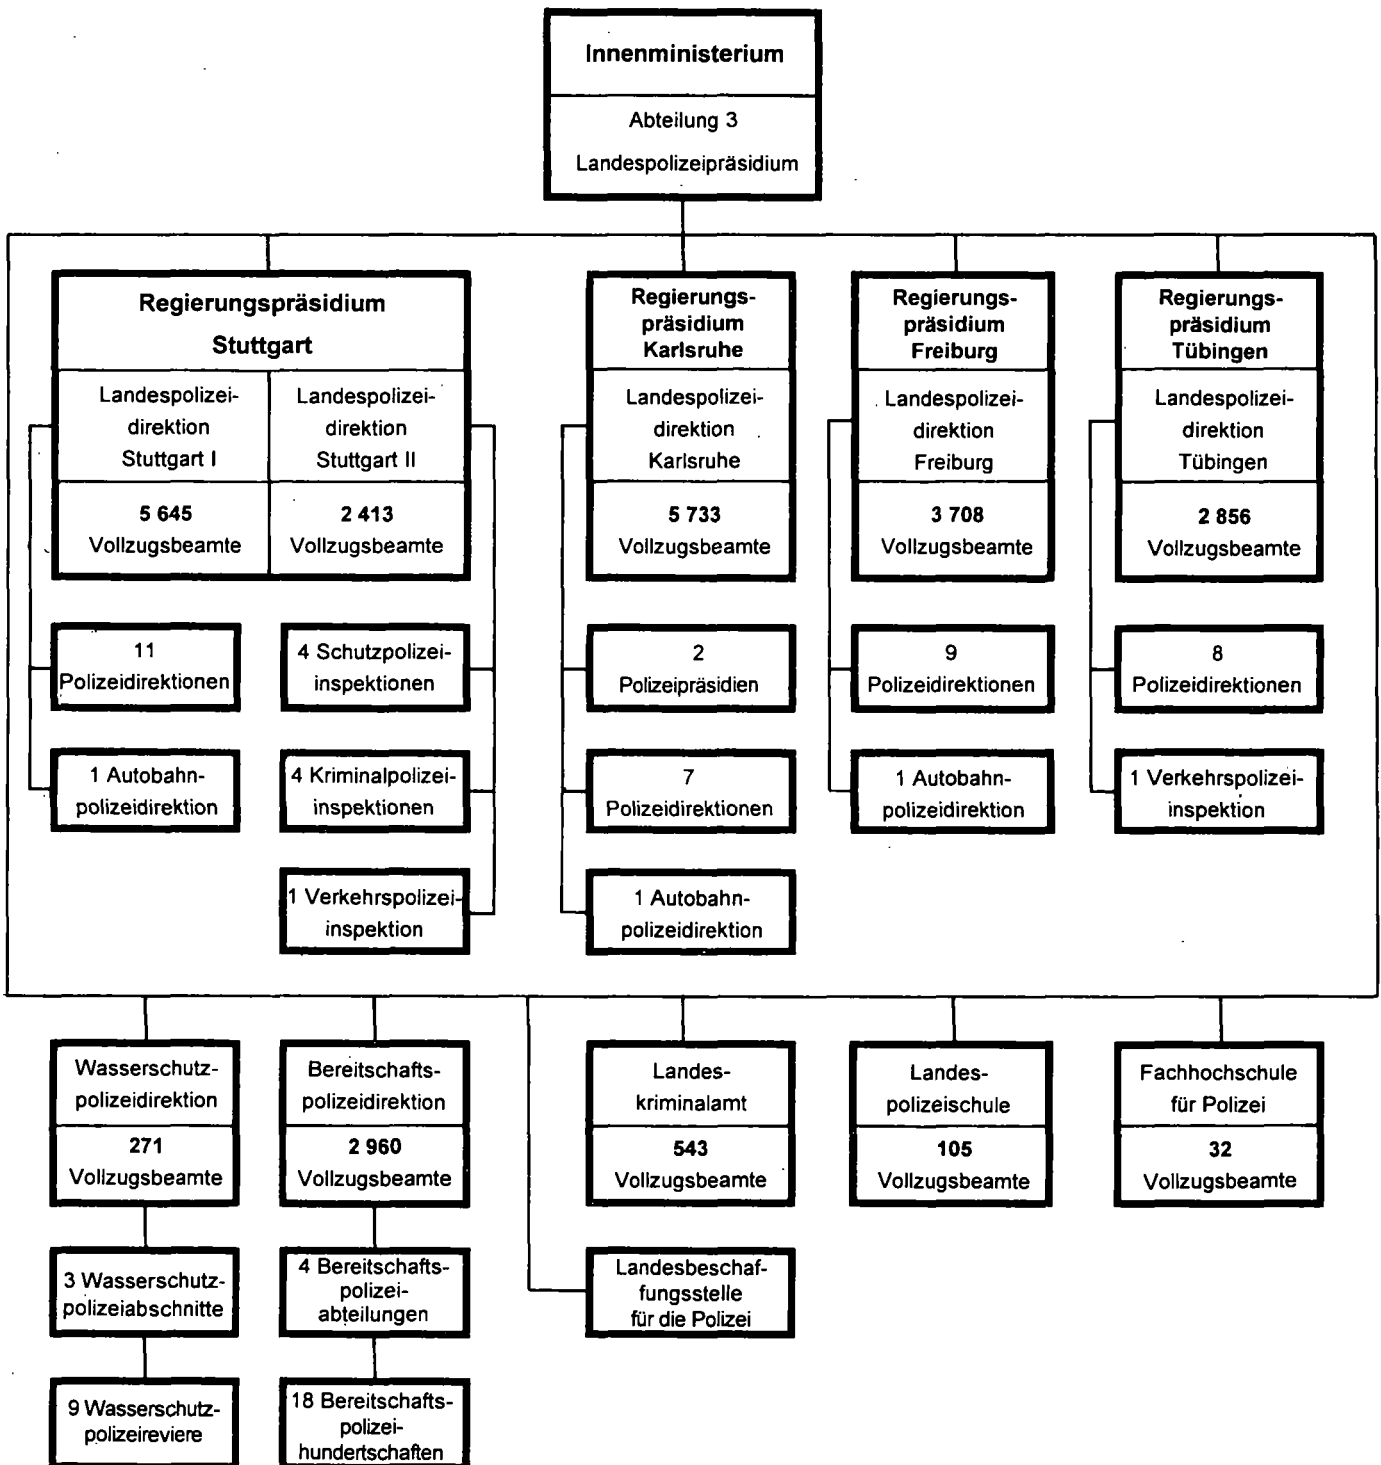 Innenministerium
Abteilung 3
Landespolizeipräsidium
Regierungspräsidium
Stuttgart
Landespolizei-
direktion
Stuttgart I
5 645
Vollzugsbeamte
Landespolizei-
direktion
Stuttgart II
2 413
Vollzugsbeamte
Regierungs-
präsidium
Karlsruhe
Landespolizei-
direktion
Karlsruhe
5 733
Vollzugsbeamte
Regierungs-
präsidium
Freiburg
Landespolizei-
direktion
Freiburg
3 708
Vollzugsbeamte
Regierungs-
präsidium
Tübingen
Landespolizei-
direktion
Tübingen
2 856
Vollzugsbeamte
11
Polizeidirektionen
4 Schutzpolizei-
inspektionen
2
Polizeipräsidien
9
Polizeidirektionen
8
Polizeidirektionen
1 Autobahn-
polizeidirektion
4 Kriminalpolizei-
inspektionen
7
Polizeidirektionen
1 Autobahn-
polizeidirektion
1 Verkehrspolizei-
inspektion
1 Verkehrspolizei-
inspektion
1 Autobahn-
polizeidirektion
Wasserschutz-
polizeidirektion
271
Vollzugsbeamte
Bereitschafts-
polizeidirektion
2 960
Vollzugsbeamte
Landes-
kriminalamt
543
Vollzugsbeamte
Landes-
polizeischule
105
Vollzugsbeamte
Fachhochschule
für Polizei
32
Vollzugsbeamte
3 Wasserschutz-
polizeiabschnitte
4 Bereitschafts-
polizei-
abteilungen
Landesbeschaf-
fungsstelle
für die Polizei
9 Wasserschutz-
polizeireviere
18 Bereitschafts-
polizei-
hundertschaften